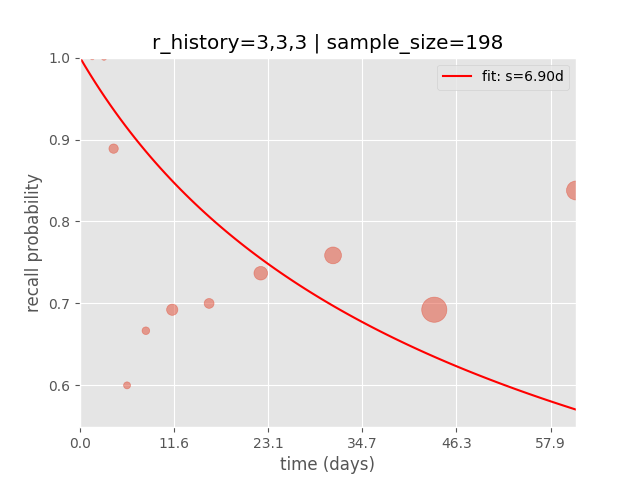 r_history=3,3,3 | sample_size=198
fit: s=6.90d
recall probability
1.0
0.9
0.8
0.7
0.6
0.0 11.6 23.1 34.7 46.3 57.9
time (days)